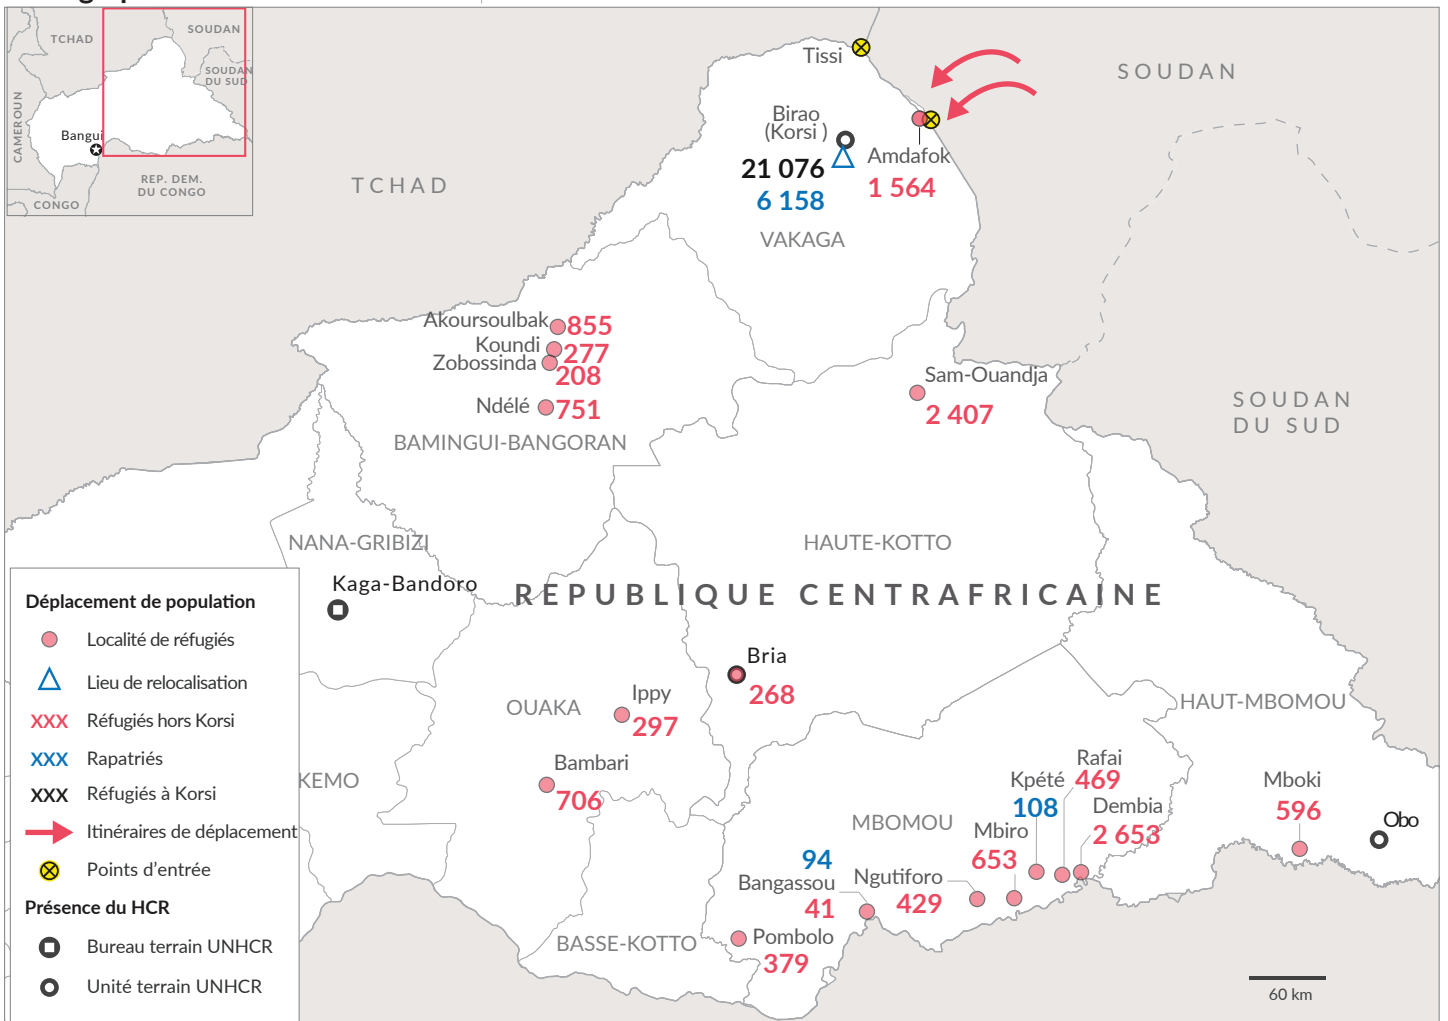 TCHAD
SOUDAN
SOUDAN
DU SUD
CAMEROUN
Bangui
REP. DEM.
DU CONGO
CONGO
Tissi
SOUDAN
Birao
(Korsi )
21 076
6 158
Amdafok
1 564
TCHAD
VAKAGA
Akoursoulbak
855
Koundi
277
Zobossinda
208
Ndélé
751
BAMINGUI-BANGORAN
Sam-Ouandja
2 407
SOUDAN
DU SUD
NANA-GRIBIZI
HAUTE-KOTTO
Kaga-Bandoro
REPUBLIQUE CENTRAFRICAINE
Bria
268
OUAKA
Ippy
297
HAUT-MBOMOU
Bambari
706
KEMO
Rafai
469
Kpété
108
Dembia
2 653
Mboki
596
Obo
MBOMOU
Mbiro
653
94
Bangassou
41
Ngutiforo
429
BASSE-KOTTO
Pombolo
379
60 km
Déplacement de population
Localité de réfugiés
Lieu de relocalisation
XXX Réfugiés hors Korsi
XXX Rapatriés
XXX Réfugiés à Korsi
Itinéraires de déplacement
Points d’entrée
Présence du HCR
Bureau terrain UNHCR
Unité terrain UNHCR